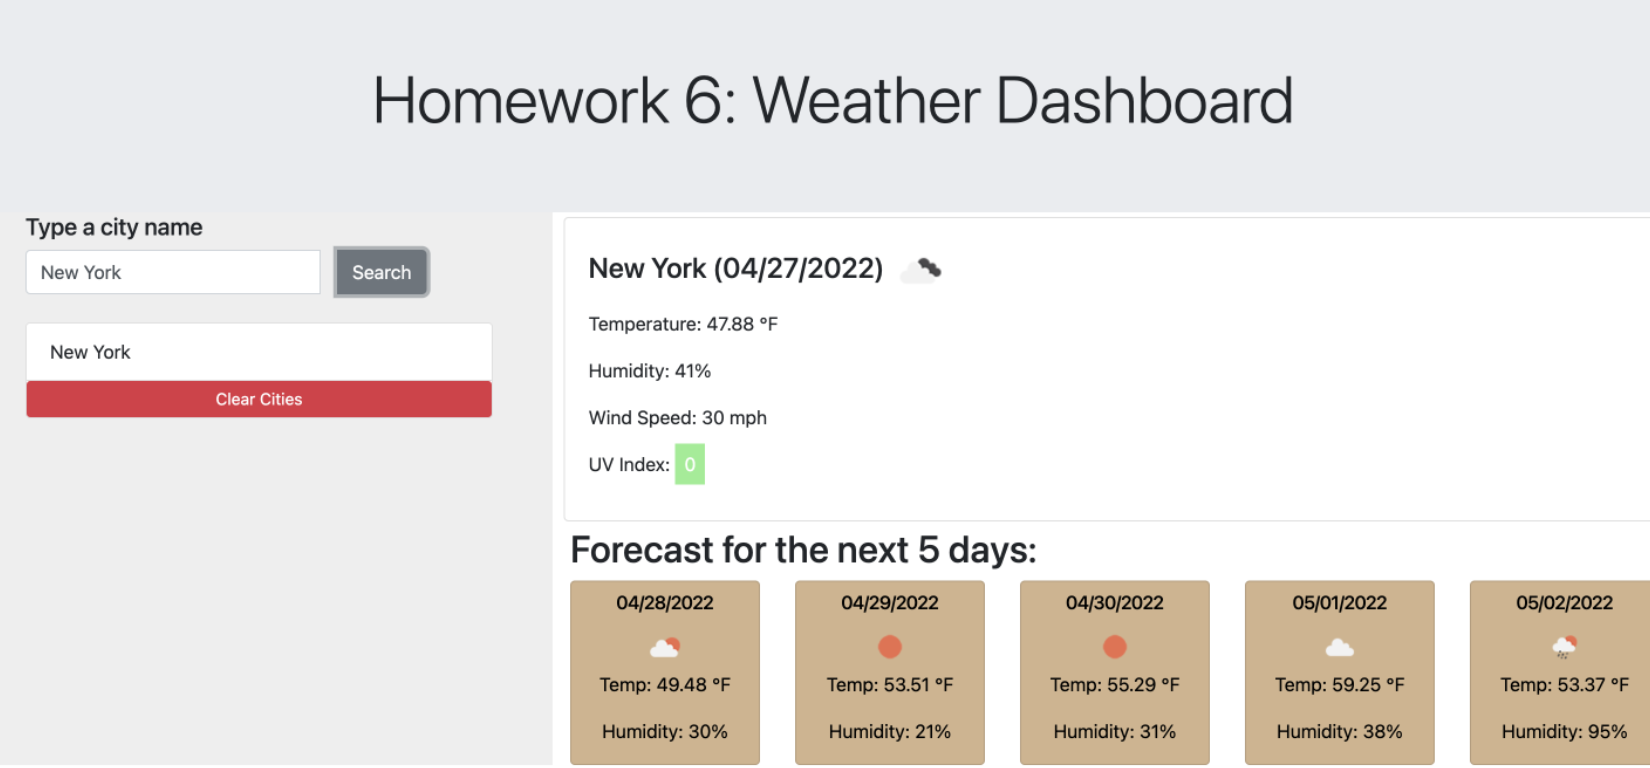 Homework 6: Weather Dashboard
Type a city name
New York
Search
New York
Clear Cities
New York (04/27/2022)
Temperature: 47.88 °F
Humidity: 41%
Wind Speed: 30 mph
UV Index: 0
Forecast for the next 5 days:
04/28/2022
Temp: 49.48 °F
Humidity: 30%
04/29/2022
Temp: 53.51 °F
Humidity: 21%
04/30/2022
Temp: 55.29 °F
Humidity: 31%
05/01/2022
Temp: 59.25 °F
Humidity: 38%
05/02/2022
Temp: 53.37 °F
Humidity: 95%